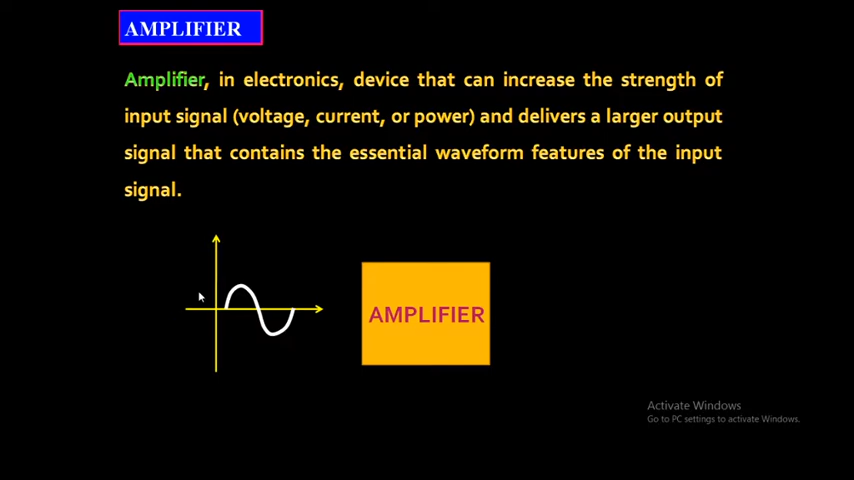 AMPLIFIER
Amplifier, in electronics, device that can increase the strength of
input signal (voltage, current, or power) and delivers a larger output
signal that contains the essential waveform features of the input
signal.
AMPLIFIER
Activate Windows
Go to PC settings to activate Windows.